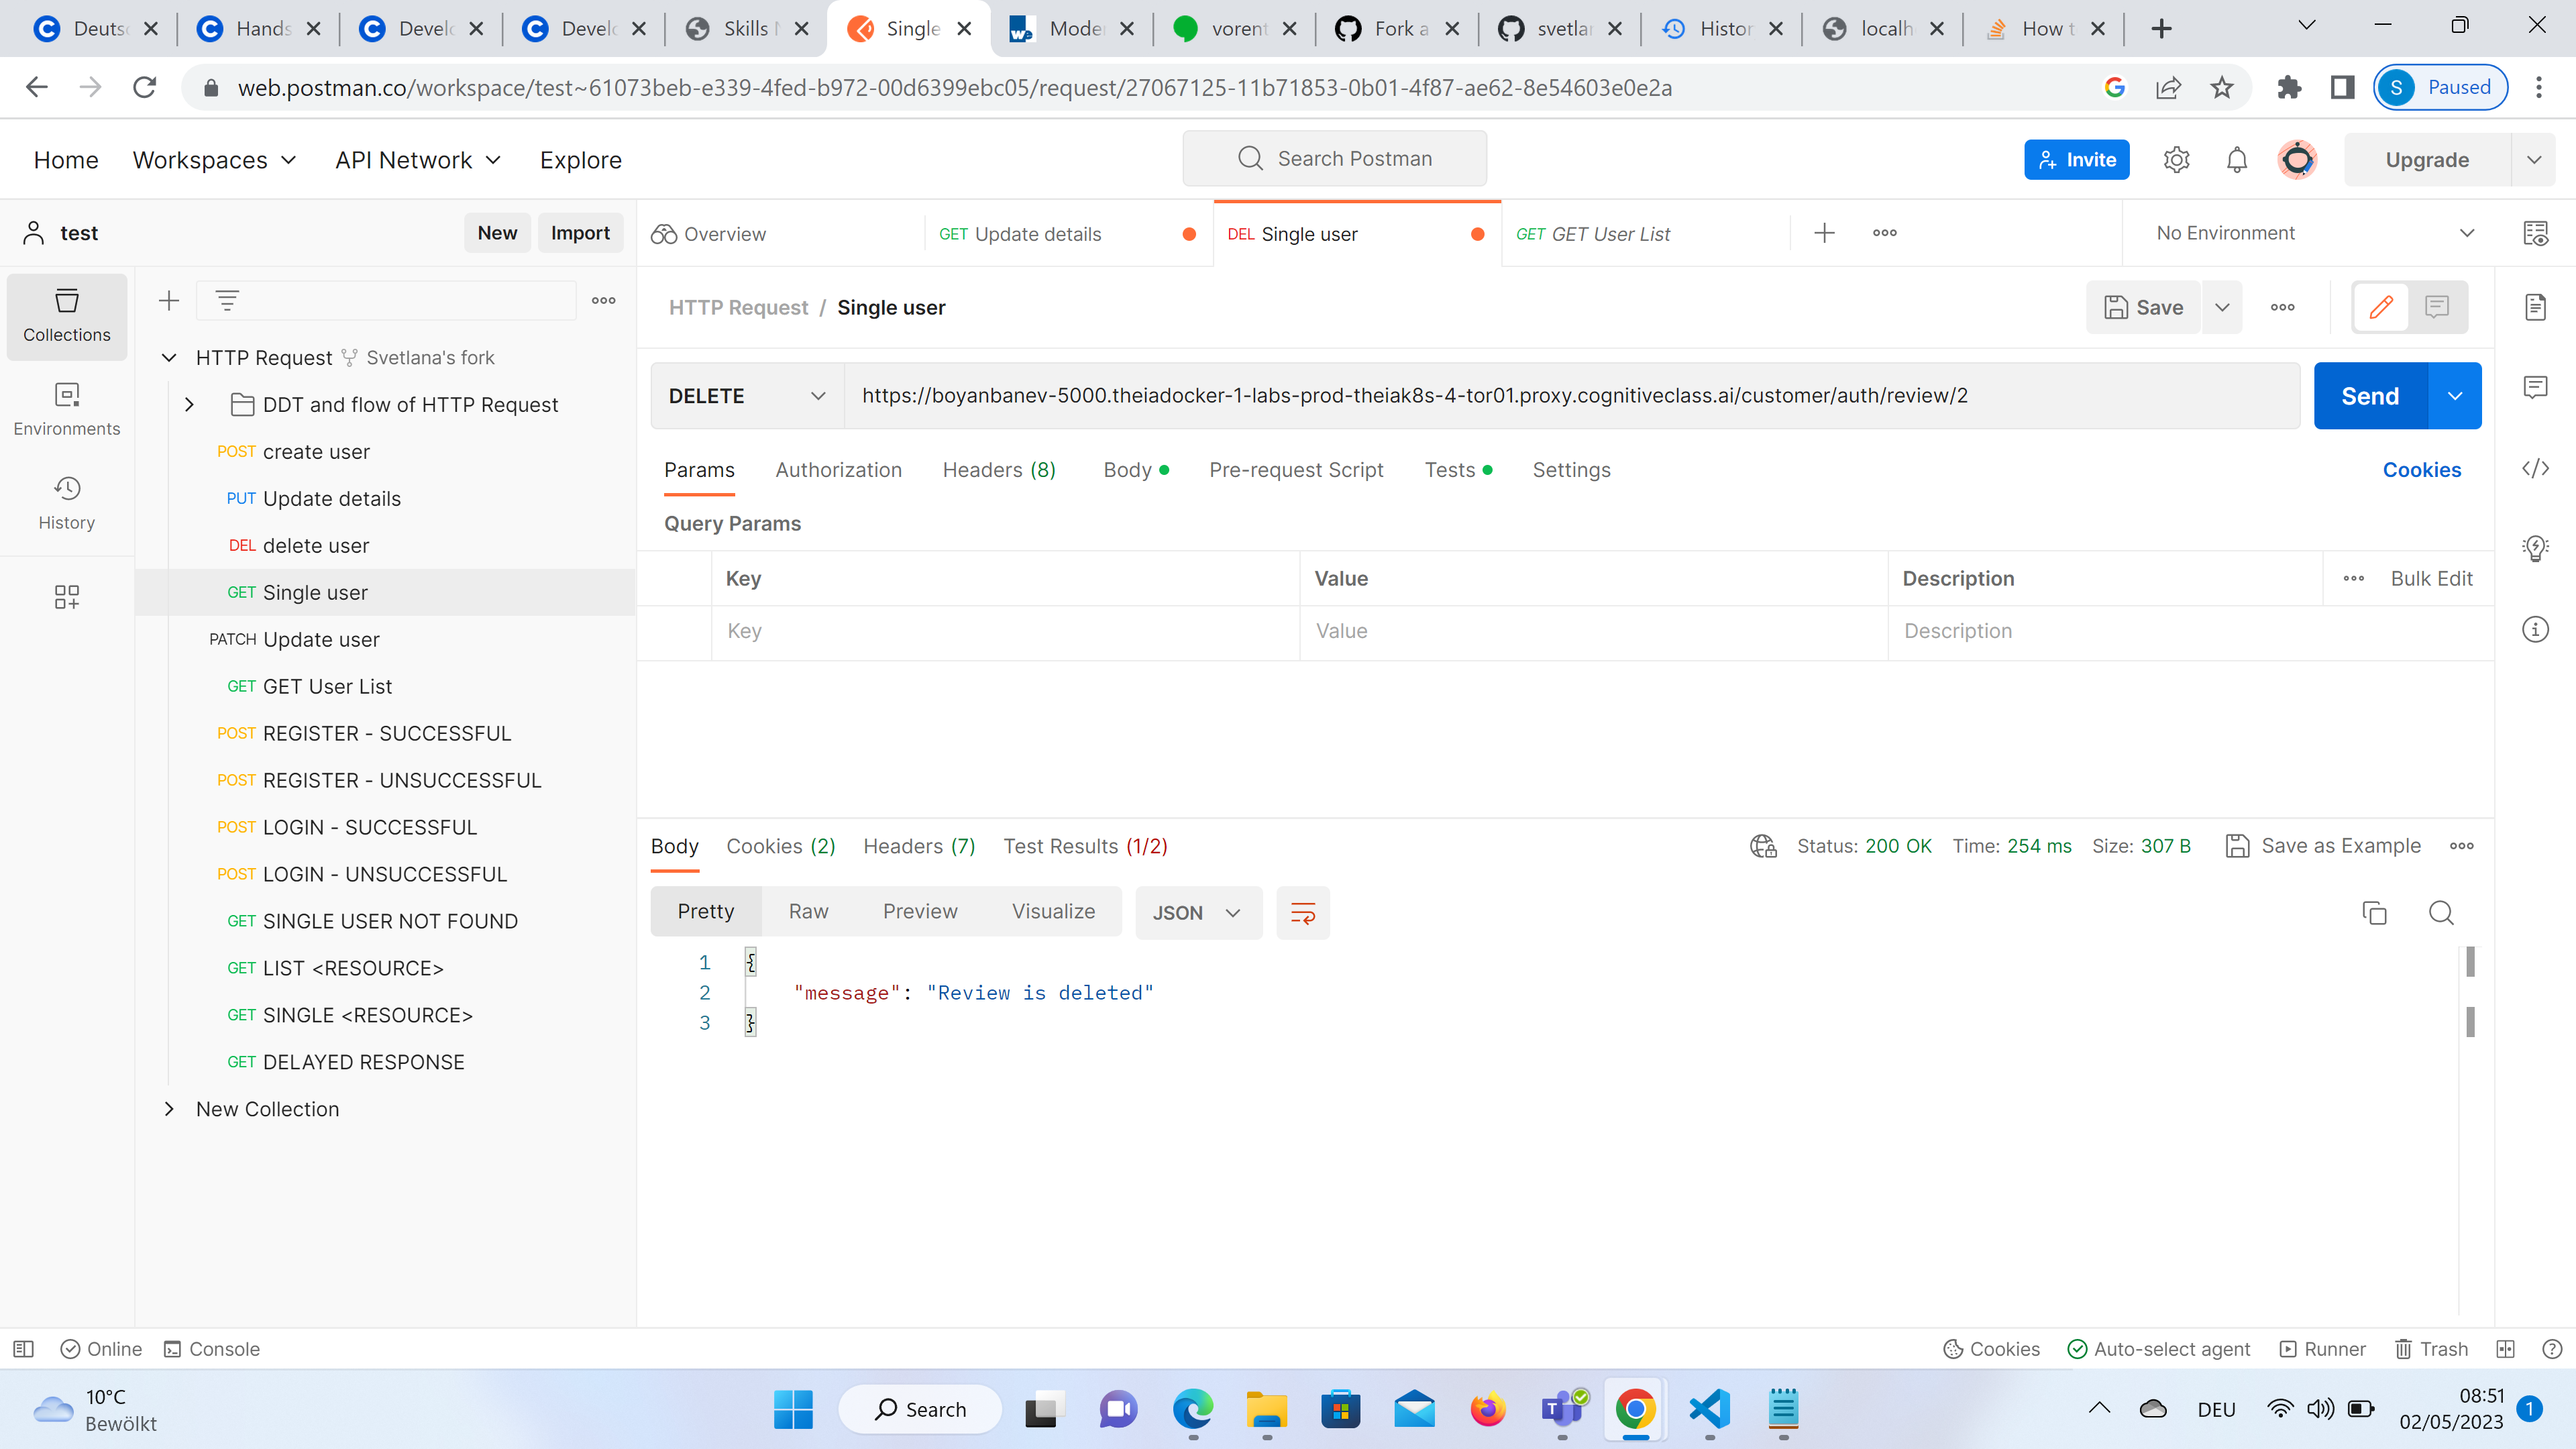 Deuts Hands Develo Develo Skills N Single Moder vorent Fork a svetlar Histor localh How t
web.postman.co/workspace/test~61073beb-e339-4fed-b972-00d6399ebc05/request/27067125-11b71853-0b01-4f87-ae62-8e54603e0e2a S Paused
Home Workspaces API Network Explore Search Postman Invite Upgrade
test New Import Overview GET Update details DEL Single user GET GET User List No Environment
Collections
Environments
History
HTTP Request Svetlana's fork
DDT and flow of HTTP Request
POST create user
PUT Update details
DEL delete user
GET Single user
PATCH Update user
GET GET User List
POST REGISTER - SUCCESSFUL
POST REGISTER - UNSUCCESSFUL
POST LOGIN - SUCCESSFUL
POST LOGIN - UNSUCCESSFUL
GET SINGLE USER NOT FOUND
GET LIST <RESOURCE>
GET SINGLE <RESOURCE>
GET DELAYED RESPONSE
New Collection
HTTP Request / Single user Save
DELETE https://boyanbanev-5000.theiadocker-1-labs-prod-theiak8s-4-tor01.proxy.cognitiveclass.ai/customer/auth/review/2 Send
Params Authorization Headers (8) Body Pre-request Script Tests Settings Cookies
Query Params
Key Value Description Bulk Edit
Key Value Description
Body Cookies (2) Headers (7) Test Results (1/2) Status: 200 OK Time: 254 ms Size: 307 B Save as Example
Pretty Raw Preview Visualize JSON
1 {
2 "message": "Review is deleted"
3 }
Online Console Cookies Auto-select agent Runner Trash
10°C
Bewölkt
Search
DEU
08:51
02/05/2023
1